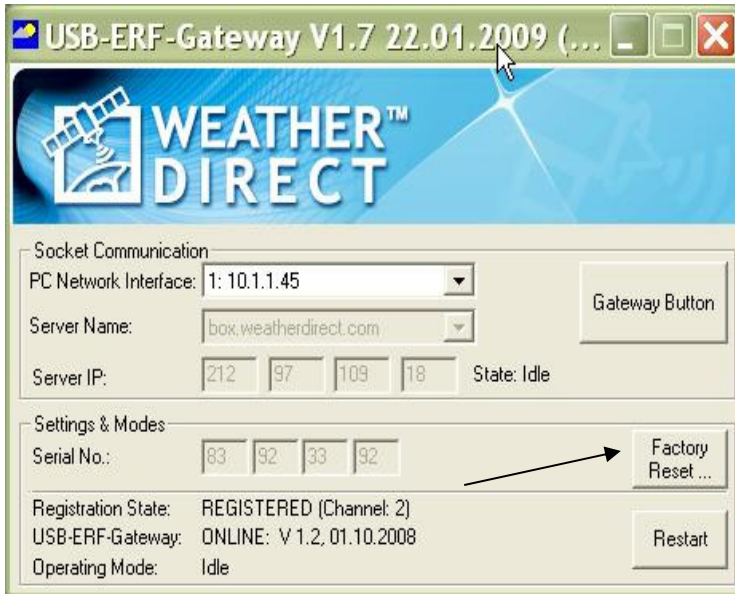 USB-ERF-Gateway V1.7 22.01.2009 (...
WEATHER™
DIRECT
Socket Communication
PC Network Interface: 1: 10.1.1.45
Gateway Button
Server Name: box.weatherdirect.com
Server IP: 212 97 109 18 State: Idle
Settings & Modes
Serial No.: 83 92 33 92
Factory
Reset ...
Registration State: REGISTERED (Channel: 2)
USB-ERF-Gateway: ONLINE: V 1.2, 01.10.2008
Restart
Operating Mode: Idle